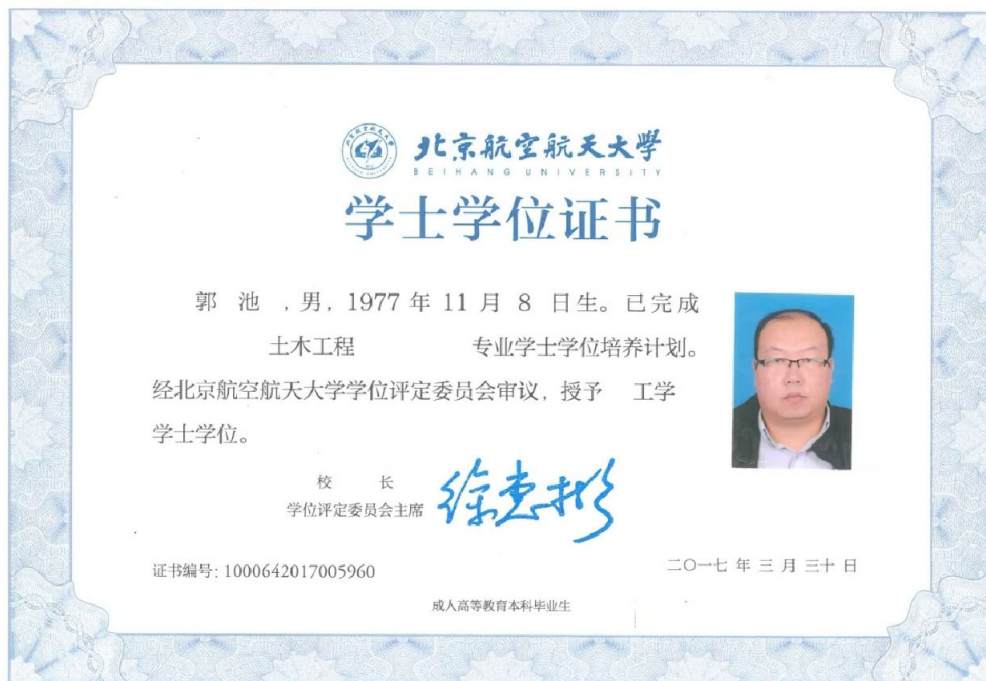 北京航空航天大學
BEIHANG UNIVERSITY
学士学位证书
郭 池 ，男，1977 年 11 月 8 日生。已完成
土木工程 专业学士学位培养计划。
经北京航空航天大学学位评定委员会审议，授予 工学
学士学位。
校 长
学位评定委员会主席 徐惠彬
证书编号：1000642017005960
二〇一七 年 三 月 三十 日
成人高等教育本科毕业生